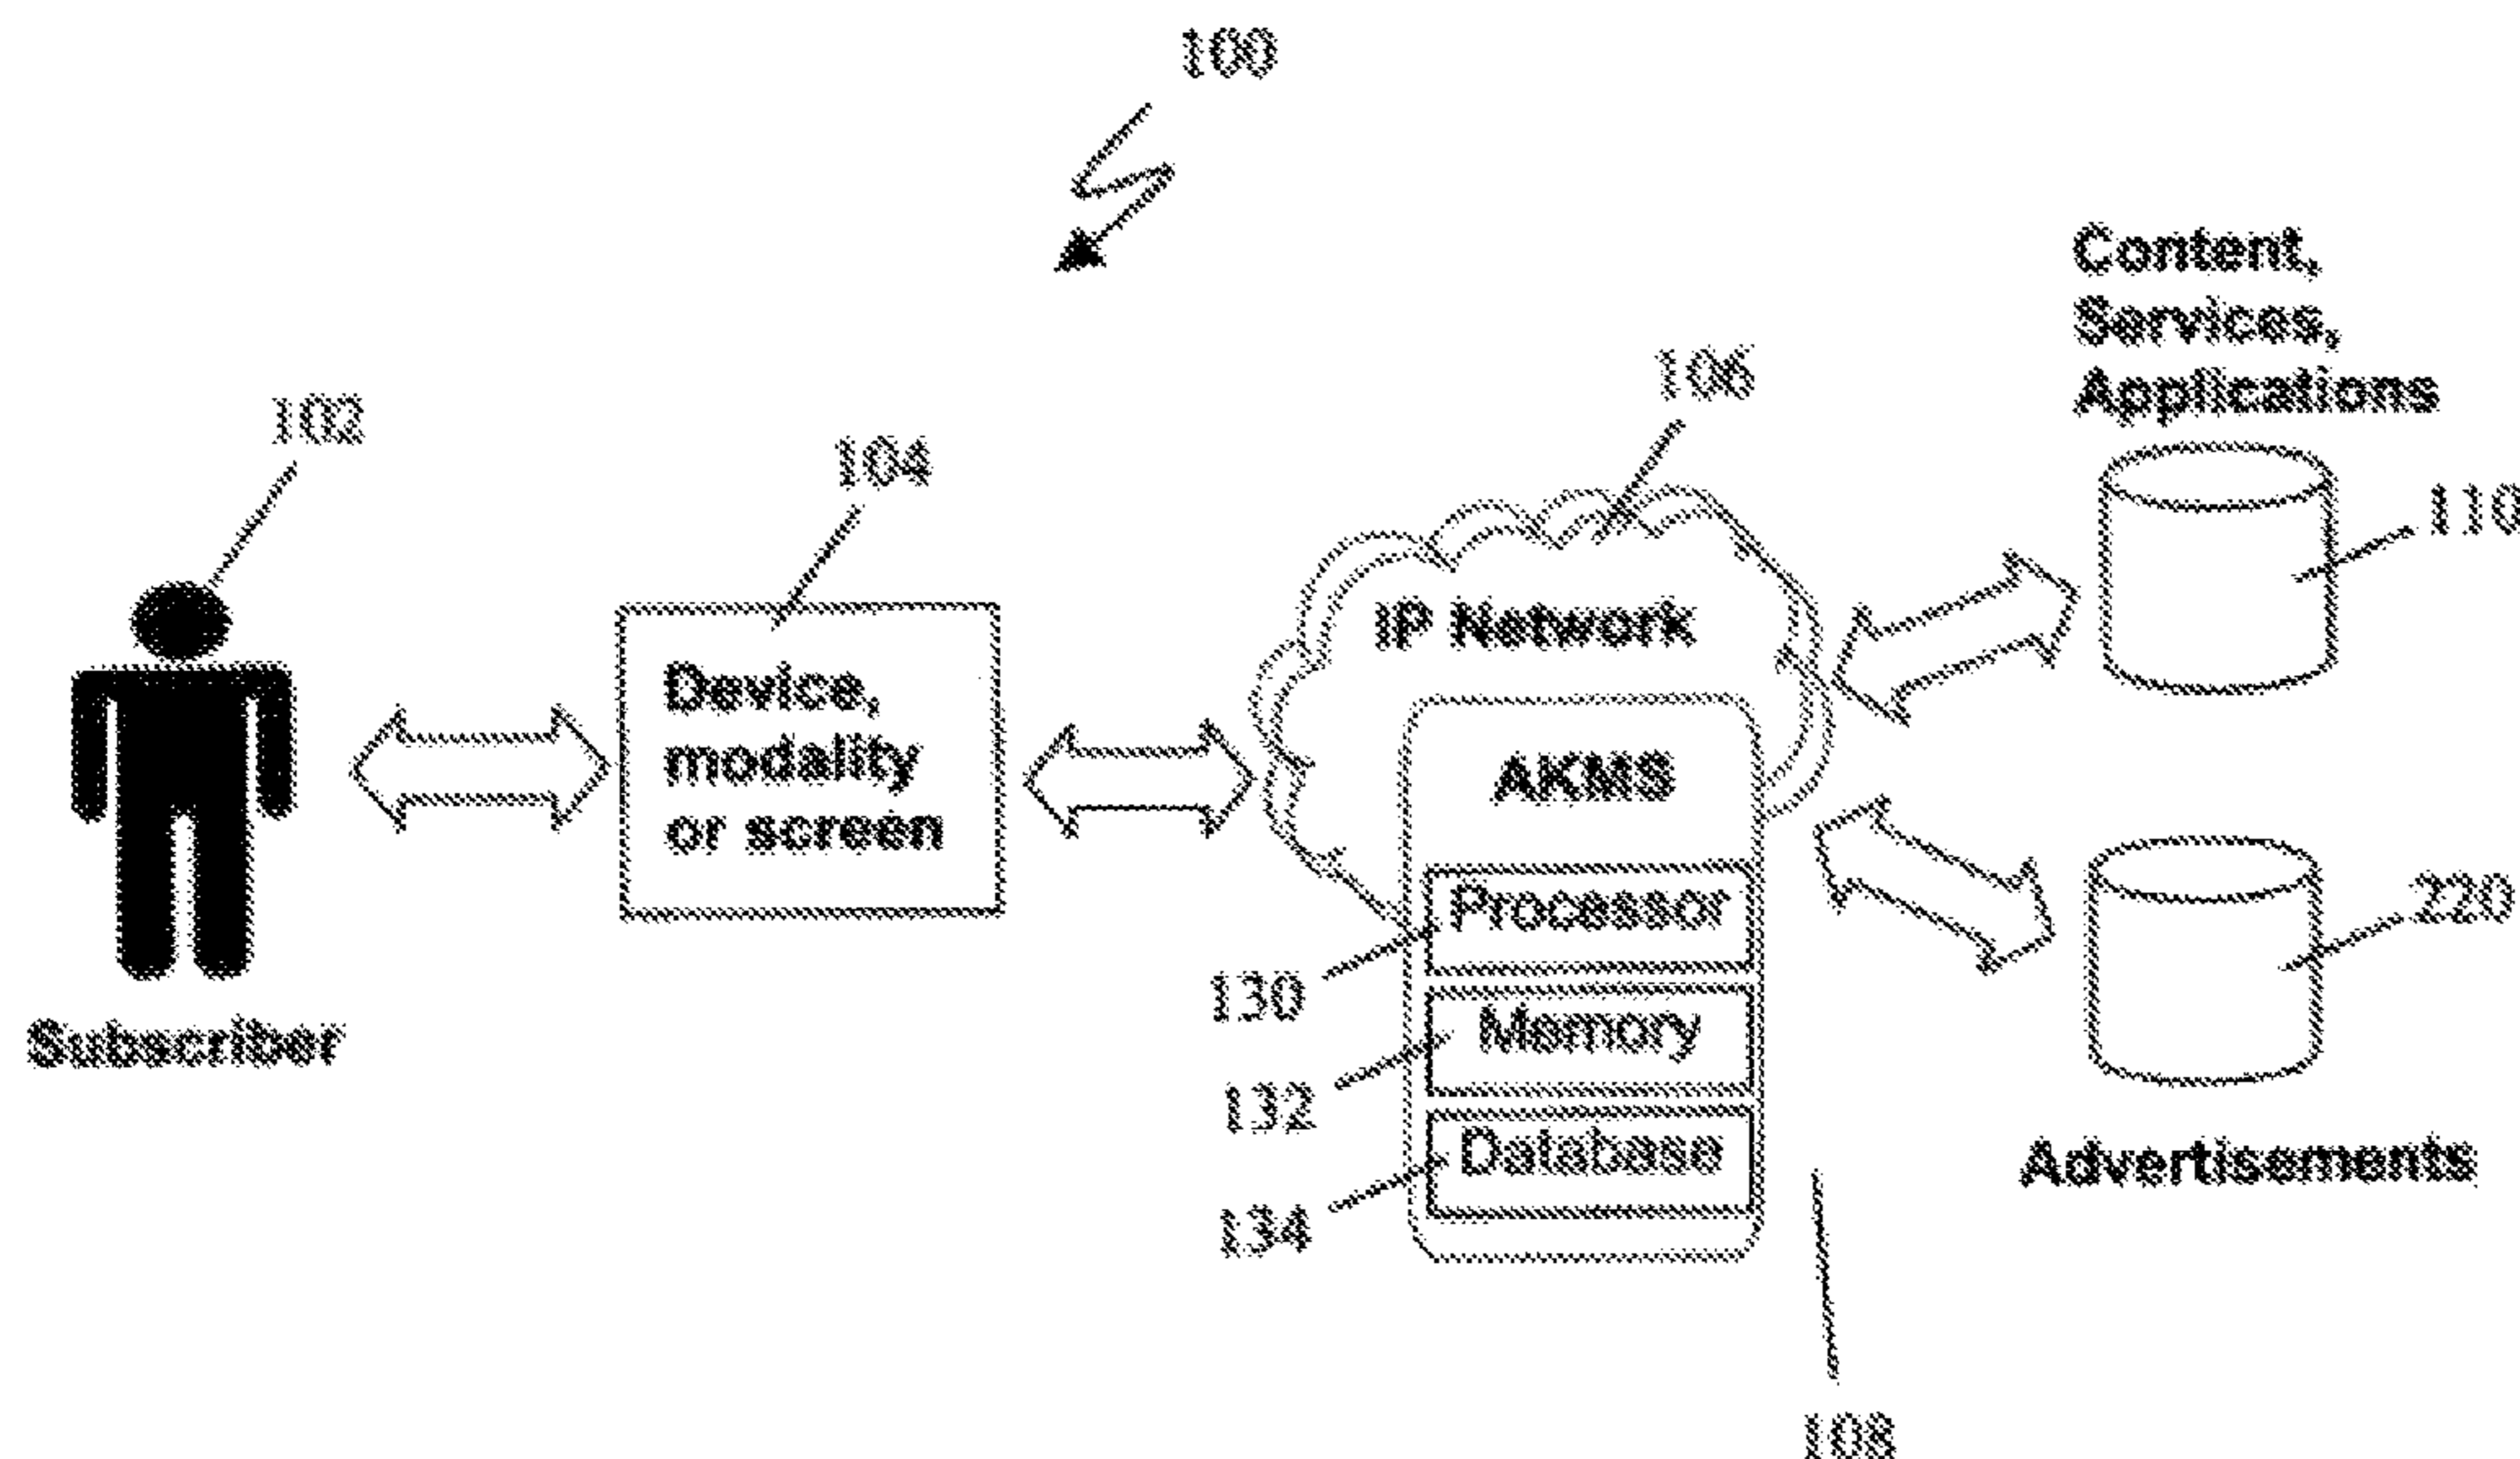 100
Content,
Services,
Applications
106
102
104
110
IP Network
Device,
modality
or screen
AKMS
Processor
220
130
Memory
Subscriber
132
Database
Advertisements
134
108